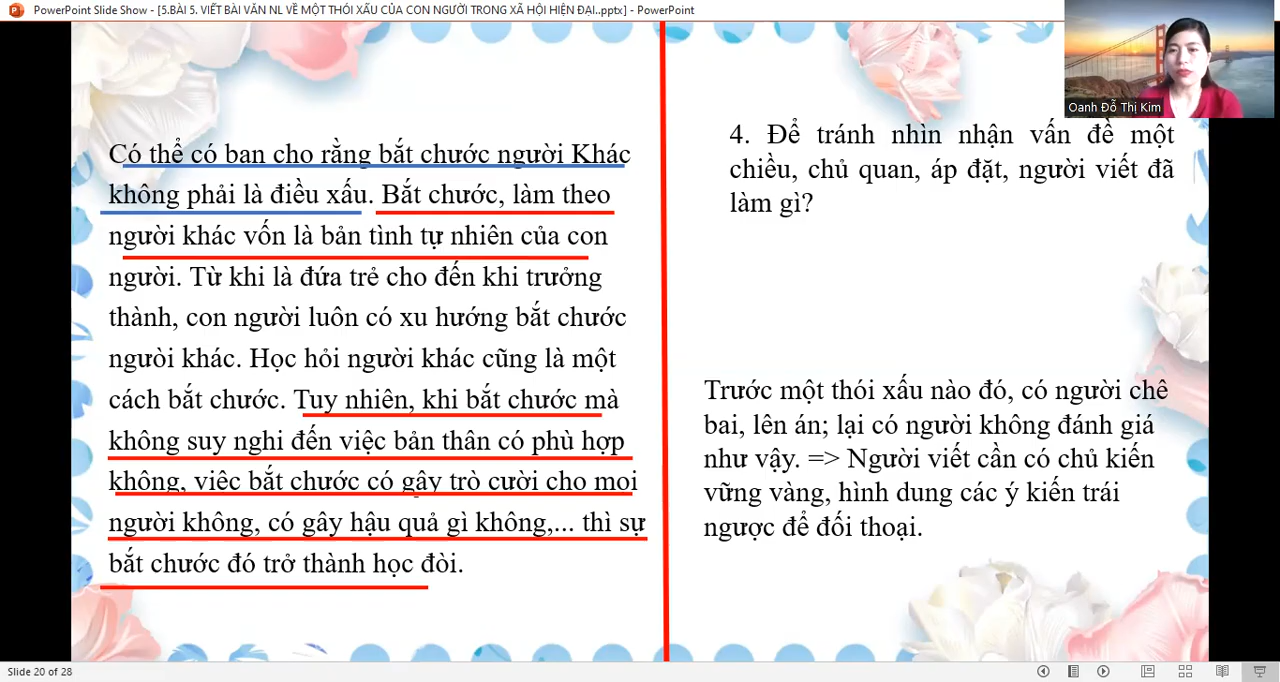 PowerPoint Slide Show - [5.BÀI 5. VIẾT BÀI VĂN NL VỀ MỘT THÓI XẤU CỦA CON NGƯỜI TRONG XÃ HỘI HIỆN ĐẠI..pptx] - PowerPoint
Oanh Đỗ Thị Kim
Có thể có bạn cho rằng bắt chước người Khác
không phải là điều xấu. Bắt chước, làm theo
người khác vốn là bản tình tự nhiên của con
người. Từ khi là đứa trẻ cho đến khi trưởng
thành, con người luôn có xu hướng bắt chước
ngưòi khác. Học hỏi người khác cũng là một
cách bắt chước. Tuy nhiên, khi bắt chước mà
không suy nghi đến việc bản thân có phù hợp
không, việc bắt chước có gây trò cười cho mọi
người không, có gây hậu quả gì không,... thì sự
bắt chước đó trở thành học đòi.
4. Để tránh nhìn nhận vấn đề một
chiều, chủ quan, áp đặt, người viết đã
làm gì?
Trước một thói xấu nào đó, có người chê
bai, lên án; lại có người không đánh giá
như vậy. => Người viết cần có chủ kiến
vững vàng, hình dung các ý kiến trái
ngược để đối thoại.
Slide 20 of 28